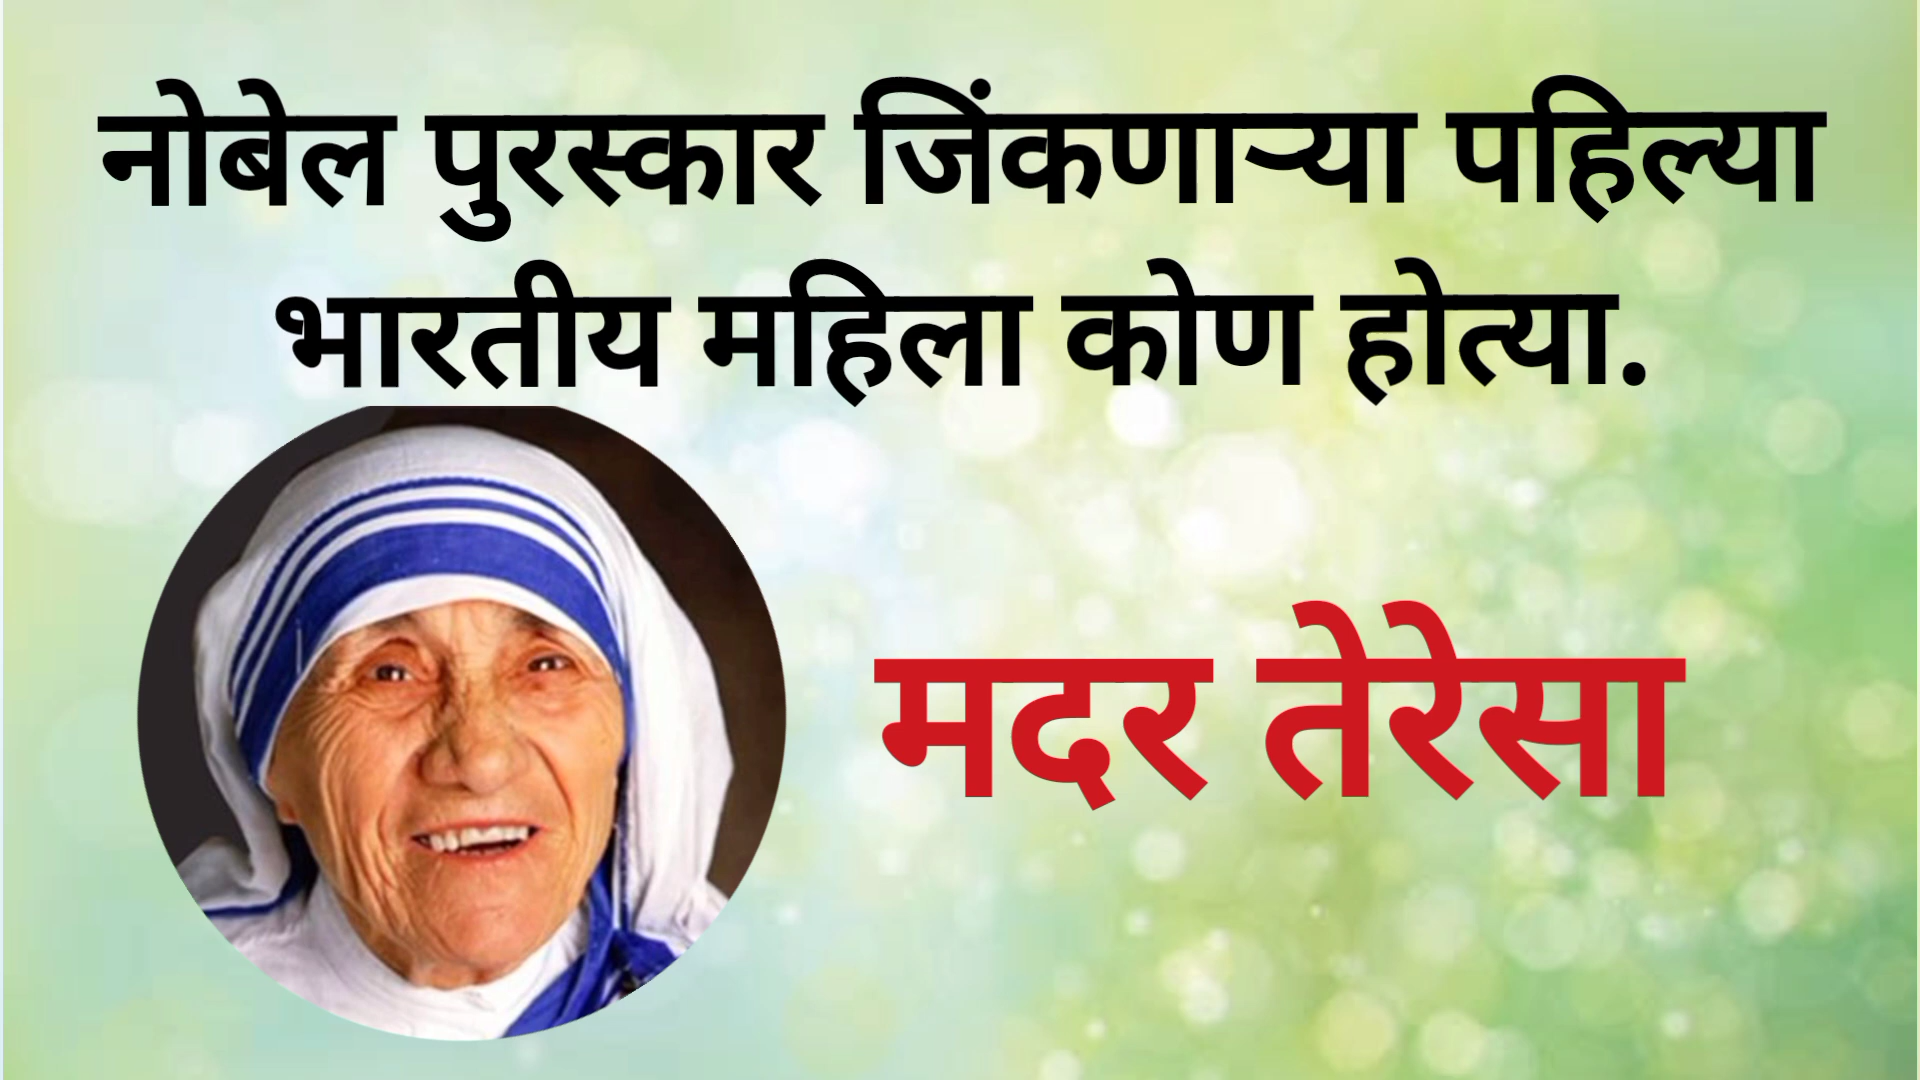 नोबेल पुरस्कार जिंकणाऱ्या पहिल्या
भारतीय महिला कोण होत्या.
मदर तेरेसा